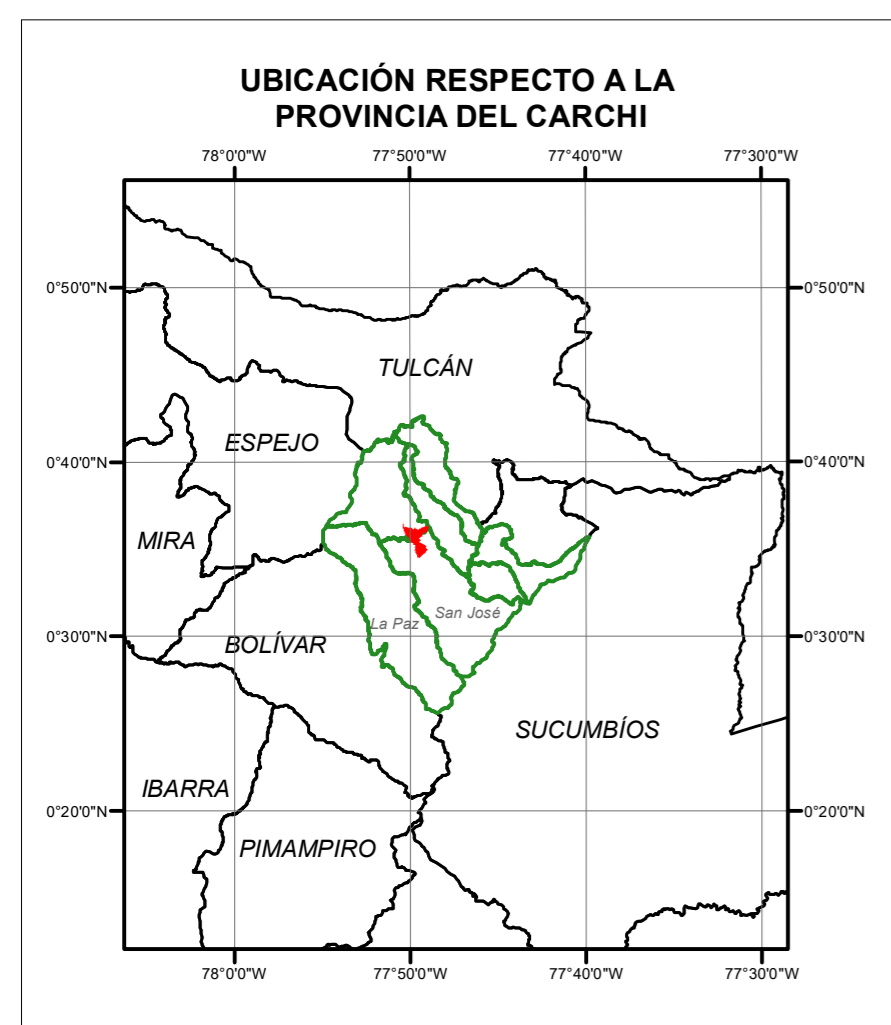 UBICACIÓN RESPECTO A LA
PROVINCIA DEL CARCHI
78°0'0"W 77°50'0"W 77°40'0"W 77°30'0"W
0°50'0"N 0°50'0"N
TULCÁN
ESPEJO
0°40'0"N 0°40'0"N
MIRA
San José
La Paz
0°30'0"N 0°30'0"N
BOLÍVAR
SUCUMBÍOS
IBARRA
0°20'0"N 0°20'0"N
PIMAMPIRO
78°0'0"W 77°50'0"W 77°40'0"W 77°30'0"W